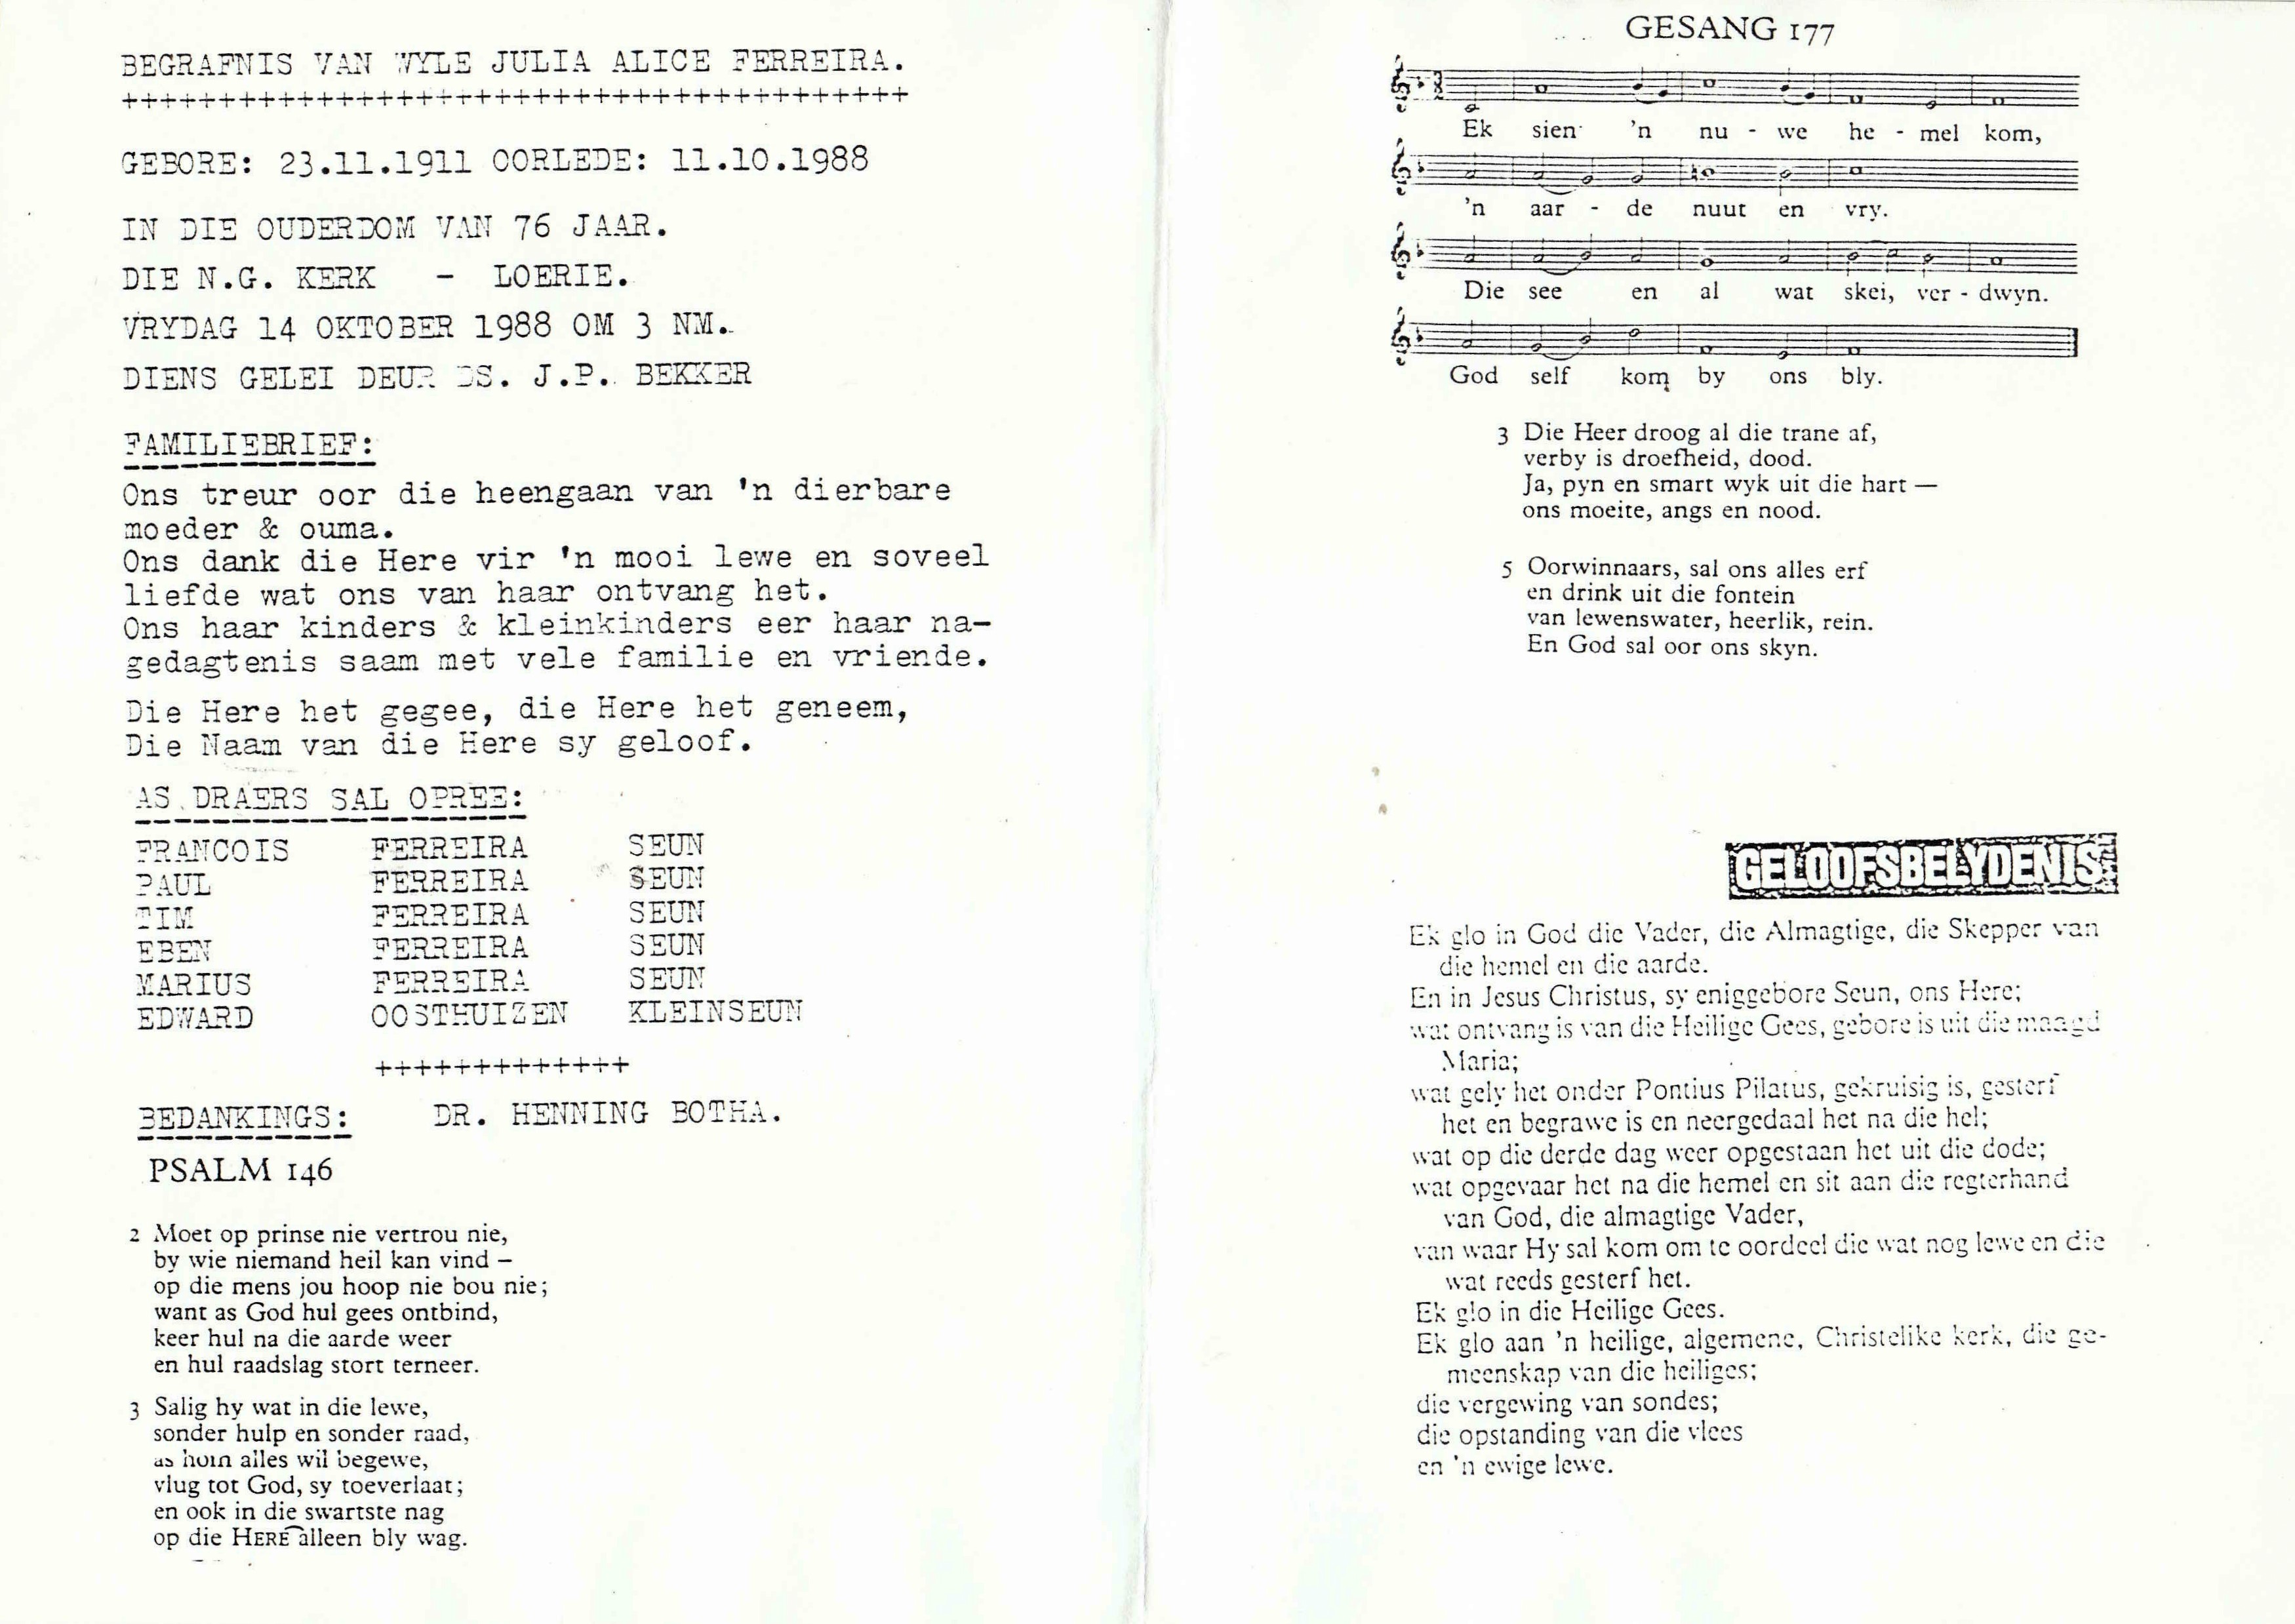 BEGRAFNIS VAN WYLE JULIA ALICE FERREIRA.
+++++++++++++++++++++++++++++++++++++++++
GEBORE: 23.11.1911 OORLEDE: 11.10.1988
IN DIE OUDERDOM VAN 76 JAAR.
DIE N.G. KERK - LOERIE.
VRYDAG 14 OKTOBER 1988 OM 3 NM.
DIENS GELEI DEUR DS. J.P. BEKKER
FAMILIEBRIEF:
Ons treur oor die heengaan van 'n dierbare
moeder & ouma.
Ons dank die Here vir 'n mooi lewe en soveel
liefde wat ons van haar ontvang het.
Ons haar kinders & kleinkinders eer haar na-
gedagtenis saam met vele familie en vriende.
Die Here het gegee, die Here het geneem,
Die Naam van die Here sy geloof.
AS DRAERS SAL OPREE:
FRANCOIS FERREIRA SEUN
PAUL FERREIRA SEUN
TIM FERREIRA SEUN
EBEN FERREIRA SEUN
MARIUS FERREIRA SEUN
EDWARD OOSTHUIZEN KLEINSEUN
+++++++++++++
BEDANKINGS: DR. HENNING BOTHA.
PSALM 146
2 Moet op prinse nie vertrou nie,
by wie niemand heil kan vind –
op die mens jou hoop nie bou nie;
want as God hul gees ontbind,
keer hul na die aarde weer
en hul raadslag stort terneer.
3 Salig hy wat in die lewe,
sonder hulp en sonder raad,
as hom alles wil begewe,
vlug tot God, sy toeverlaat;
en ook in die swartste nag
op die HERE alleen bly wag.
GESANG 177
Ek sien 'n nu - we he - mel kom,
'n aar - de nuut en vry.
Die see en al wat skei, ver - dwyn.
God self kom by ons bly.
3 Die Heer droog al die trane af,
verby is droefheid, dood.
Ja, pyn en smart wyk uit die hart —
ons moeite, angs en nood.
5 Oorwinnaars, sal ons alles erf
en drink uit die fontein
van lewenswater, heerlik, rein.
En God sal oor ons skyn.
GELOOFSBELYDENIS
Ek glo in God die Vader, die Almagtige, die Skepper van
die hemel en die aarde.
En in Jesus Christus, sy eniggebore Seun, ons Here;
wat ontvang is van die Heilige Gees, gebore is uit die maagd
Maria;
wat gely het onder Pontius Pilatus, gekruisig is, gesterf
het en begrawe is en neergedaal het na die hel;
wat op die derde dag weer opgestaan het uit die dode;
wat opgevaar het na die hemel en sit aan die regterhand
van God, die almagtige Vader,
van waar Hy sal kom om te oordeel die wat nog lewe en die
wat reeds gesterf het.
Ek glo in die Heilige Gees.
Ek glo aan 'n heilige, algemene, Christelike kerk, die ge-
meenskap van die heiliges;
die vergewing van sondes;
die opstanding van die vlees
en 'n ewige lewe.